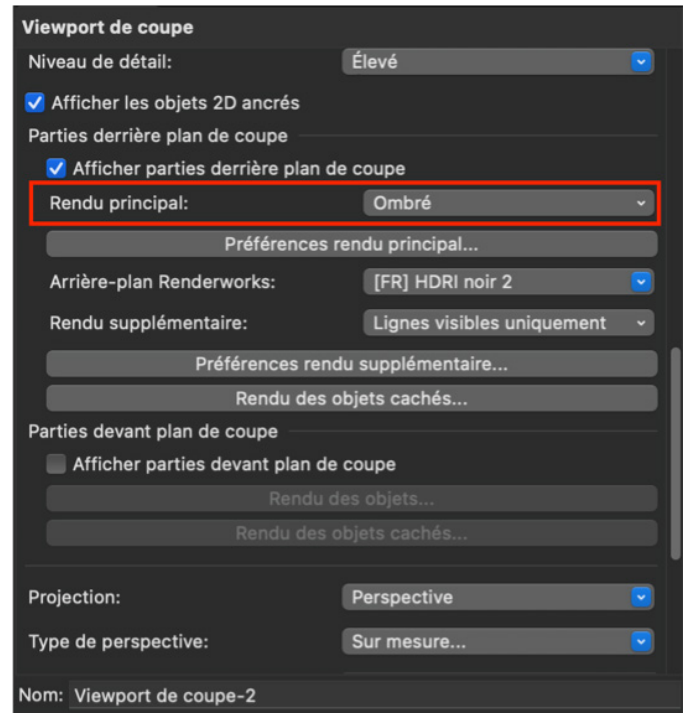 Viewport de coupe
Niveau de détail: Élevé
Afficher les objets 2D ancrés
Parties derrière plan de coupe
Afficher parties derrière plan de coupe
Rendu principal: Ombré
Préférences rendu principal...
Arrière-plan Renderworks: [FR] HDRI noir 2
Rendu supplémentaire: Lignes visibles uniquement
Préférences rendu supplémentaire...
Rendu des objets cachés...
Parties devant plan de coupe
Afficher parties devant plan de coupe
Rendu des objets...
Rendu des objets cachés...
Projection: Perspective
Type de perspective: Sur mesure...
Nom: Viewport de coupe-2